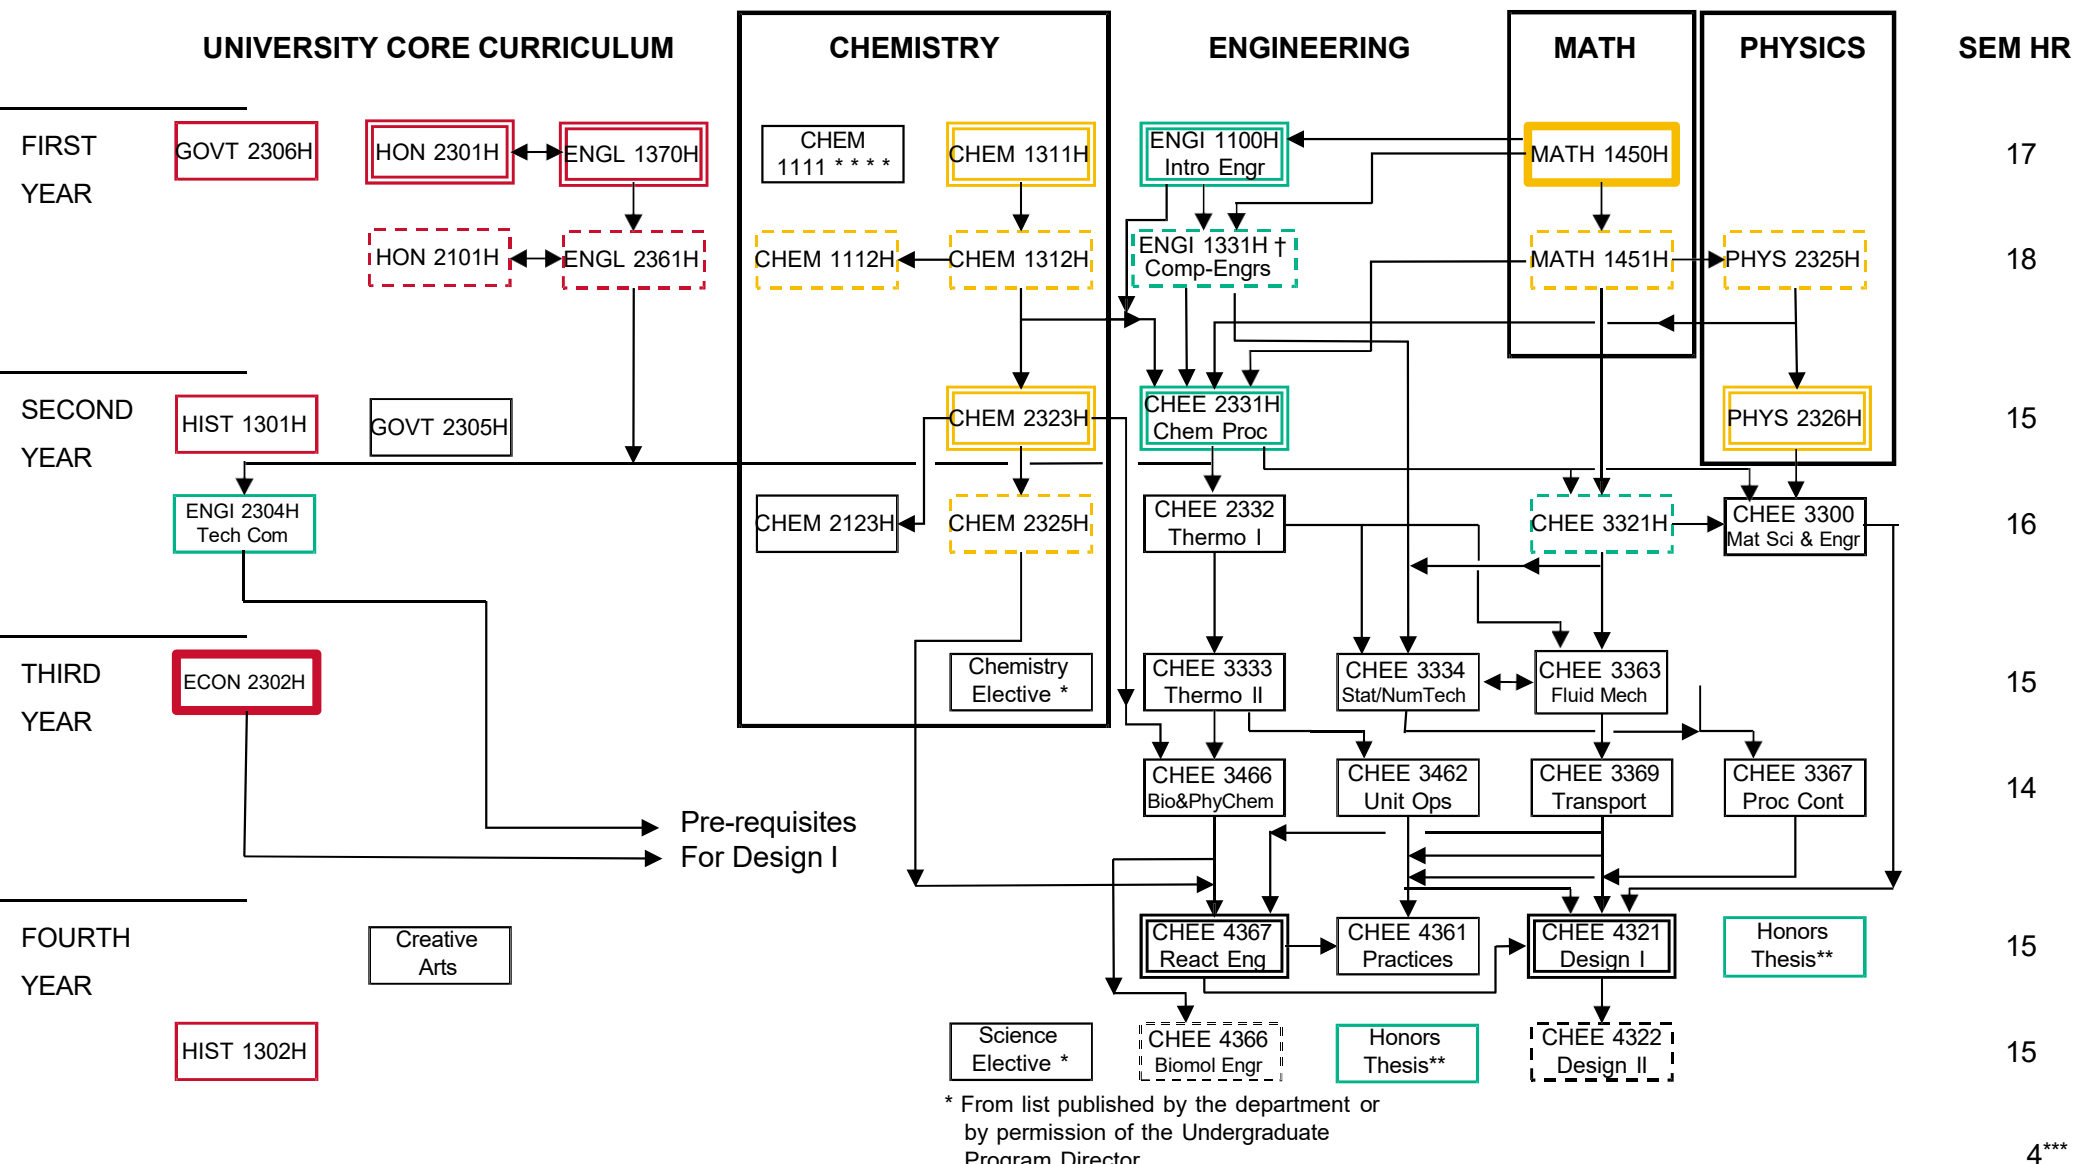 UNIVERSITY CORE CURRICULUM CHEMISTRY ENGINEERING MATH PHYSICS SEM HR
FIRST
YEAR
GOVT 2306H
HON 2301H
ENGL 1370H
CHEM
1111 * * * *
CHEM 1311H
ENGI 1100H
Intro Engr
MATH 1450H
17
HON 2101H
ENGL 2361H
CHEM 1112H
CHEM 1312H
ENGI 1331H †
Comp-Engrs
MATH 1451H
PHYS 2325H
18
SECOND
YEAR
HIST 1301H
GOVT 2305H
CHEM 2323H
CHEE 2331H
Chem Proc
PHYS 2326H
15
ENGI 2304H
Tech Com
CHEM 2123H
CHEM 2325H
CHEE 2332
Thermo I
CHEE 3321H
CHEE 3300
Mat Sci & Engr
16
THIRD
YEAR
ECON 2302H
Chemistry
Elective *
CHEE 3333
Thermo II
CHEE 3334
Stat/NumTech
CHEE 3363
Fluid Mech
15
CHEE 3466
Bio&PhyChem
CHEE 3462
Unit Ops
CHEE 3369
Transport
CHEE 3367
Proc Cont
14
Pre-requisites
For Design I
FOURTH
YEAR
Creative
Arts
CHEE 4367
React Eng
CHEE 4361
Practices
CHEE 4321
Design I
Honors
Thesis**
15
HIST 1302H
Science
Elective *
CHEE 4366
Biomol Engr
Honors
Thesis**
CHEE 4322
Design II
15
* From list published by the department or
by permission of the Undergraduate
Program Director
4***